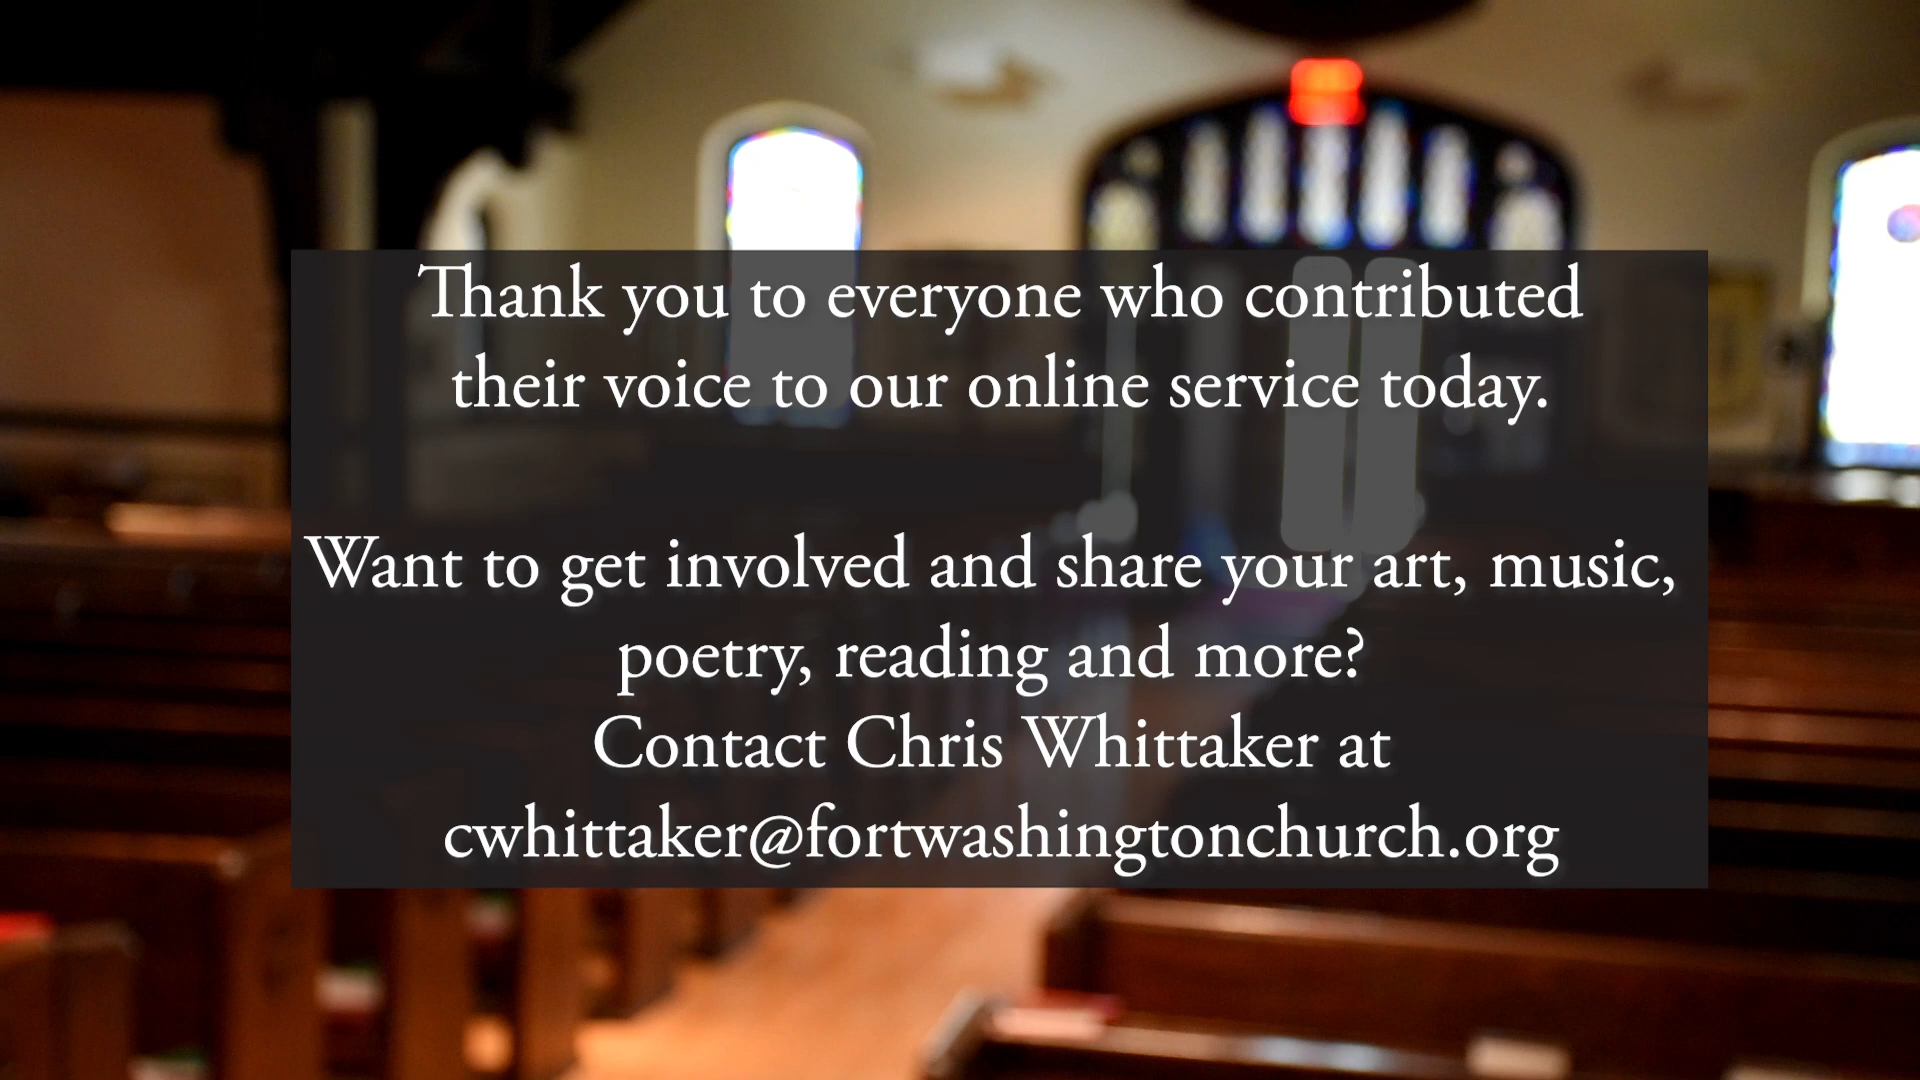 Thank you to everyone who contributed
their voice to our online service today.
Want to get involved and share your art, music,
poetry, reading and more?
Contact Chris Whittaker at
cwhittaker@fortwashingtonchurch.org